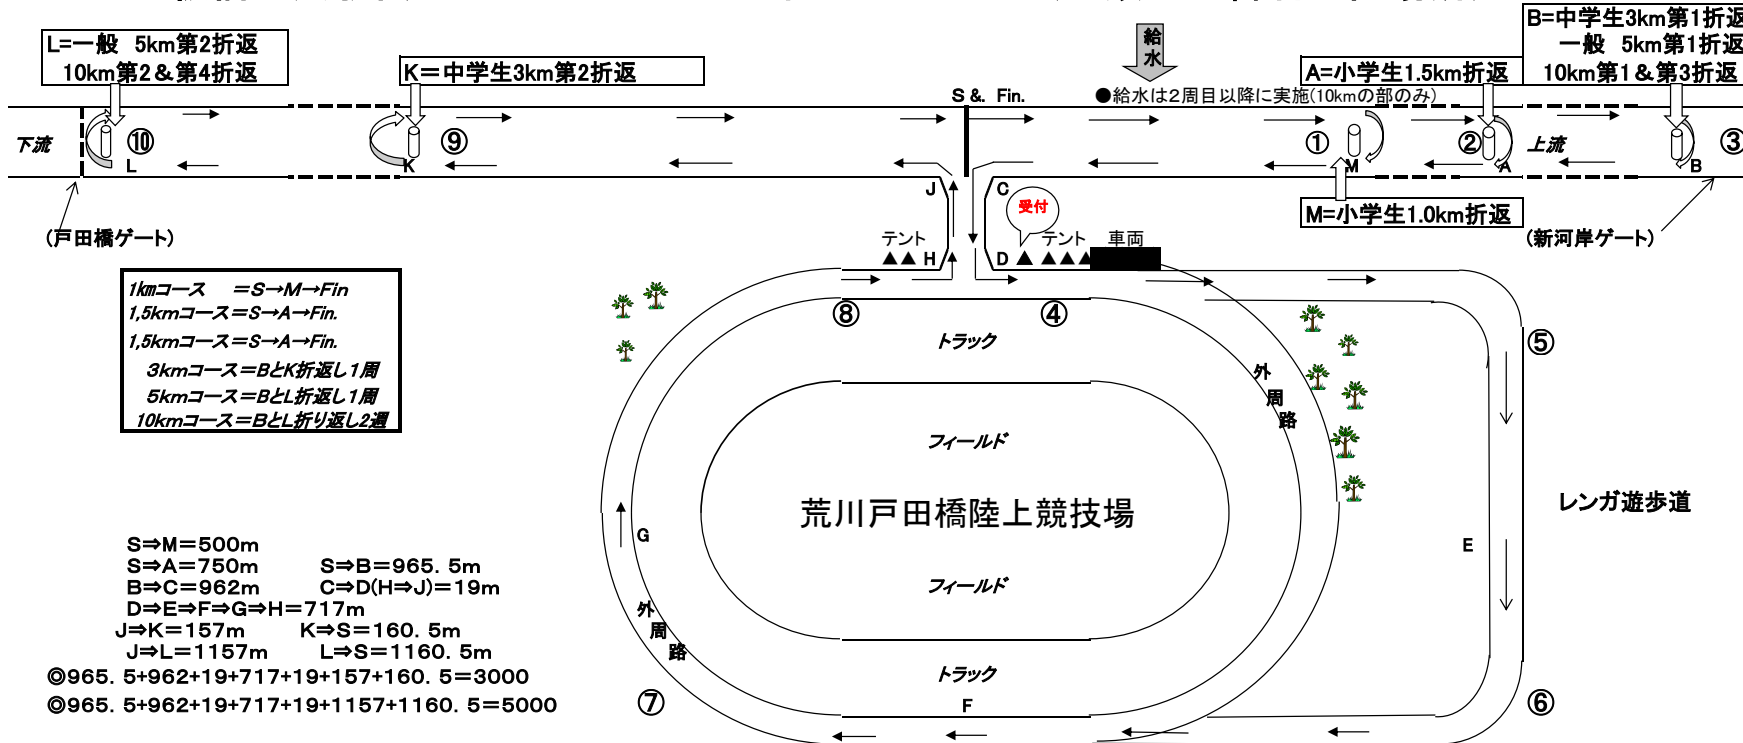 L=一般 5km第2折返
10km第2&第4折返
K=中学生3km第2折返
給水
S &. Fin.
●給水は2周目以降に実施(10kmの部のみ)
A=小学生1.5km折返
B=中学生3km第1折返
一般 5km第1折返
10km第1&第3折返
下流
⑩
L
⑨
K
①
M
②
A
上流
③
B
M=小学生1.0km折返
(戸田橋ゲート)
(新河岸ゲート)
J
C
受付
テント
H
D
テント
車両
1㎞コース =S→M→Fin
1,5kmコース=S→A→Fin.
1,5kmコース=S→A→Fin.
3kmコース=BとK折返し1周
5kmコース=BとL折返し1周
10kmコース=BとL折り返し2週
⑧
④
トラック
⑤
外周路
フィールド
荒川戸田橋陸上競技場
レンガ遊歩道
G
E
フィールド
外周路
トラック
F
⑦
⑥
S⇒M=500m
S⇒A=750m S⇒B=965. 5m
B⇒C=962m C⇒D(H⇒J)=19m
D⇒E⇒F⇒G⇒H=717m
J⇒K=157m K⇒S=160. 5m
J⇒L=1157m L⇒S=1160. 5m
◎965. 5+962+19+717+19+157+160. 5=3000
◎965. 5+962+19+717+19+1157+1160. 5=5000